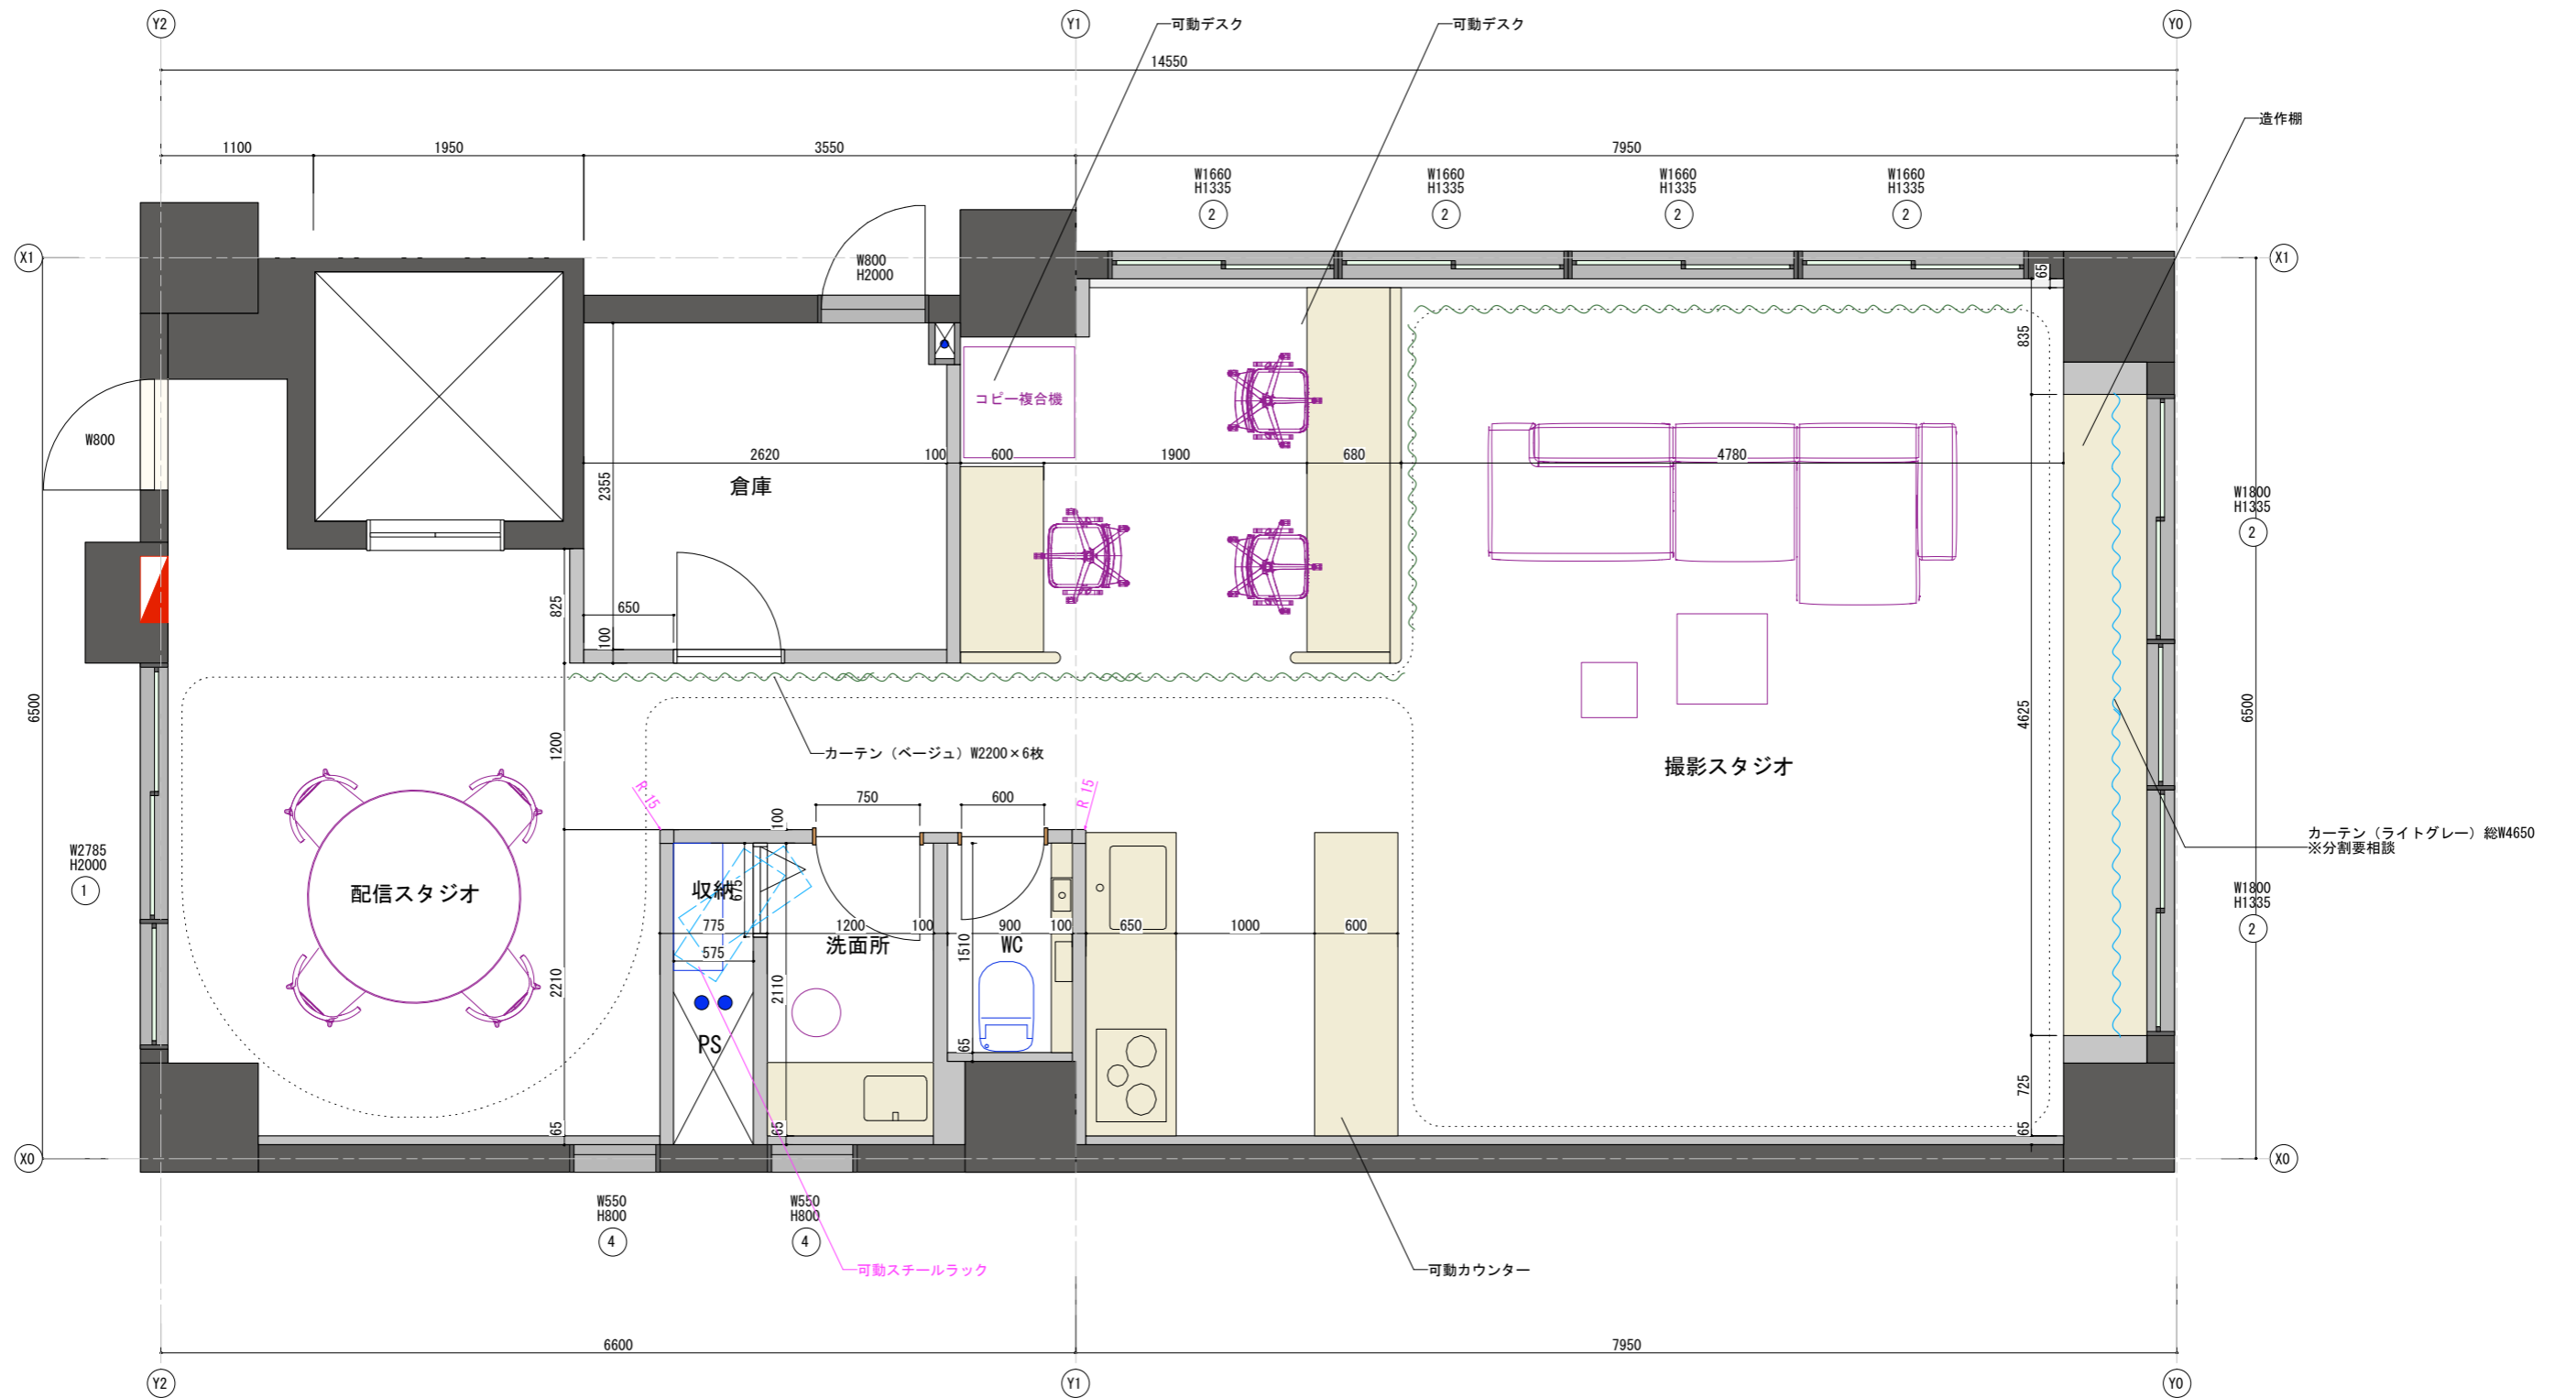 Y2
Y1
Y0
可動デスク
可動デスク
14550
造作棚
1100
1950
3550
7950
W1660
H1335
2
W1660
H1335
2
W1660
H1335
2
W1660
H1335
2
X1
X1
W800
H2000
65
835
コピー複合機
W800
2620
100
600
1900
680
4780
2355
倉庫
W1800
H1335
2
825
650
100
6500
1200
4625
6500
カーテン（ベージュ）W2200×6枚
撮影スタジオ
R 15
R 15
750
600
100
カーテン（ライトグレー）総W4650
※分割要相談
W2785
H2000
1
配信スタジオ
収納
675
W1800
H1335
2
775
1200
100
900
100
650
1000
600
洗面所
WC
1510
575
2210
2110
PS
65
725
65
65
65
X0
X0
W550
H800
4
W550
H800
4
可動スチールラック
可動カウンター
6600
7950
Y2
Y1
Y0